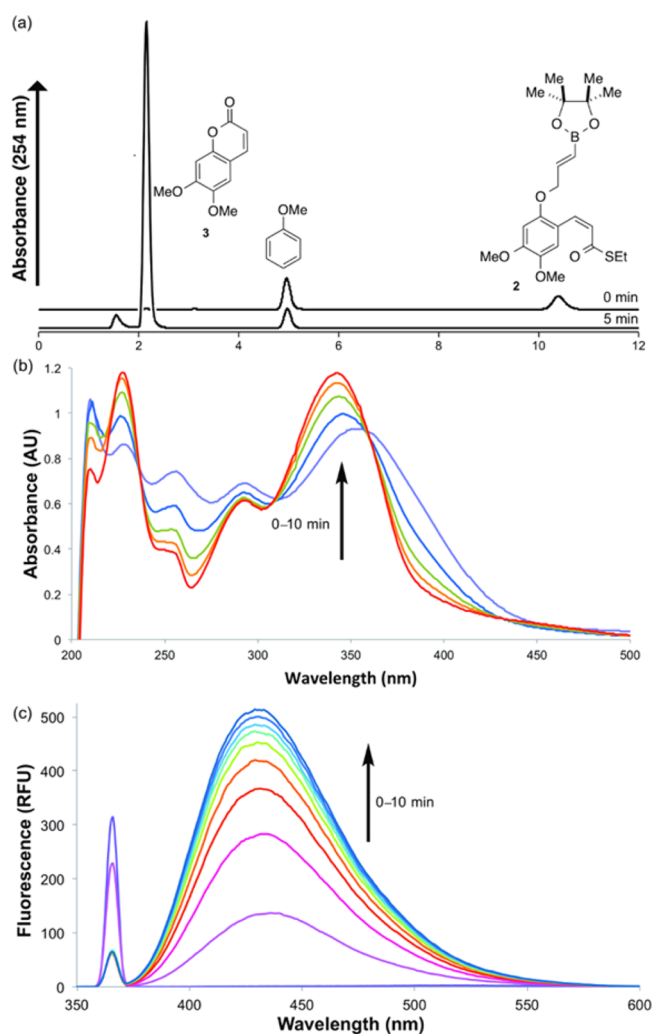 (a)
Absorbance (254 nm)
O
O
MeO
OMe
3
OMe
Me
Me
Me
Me
O
O
B
O
MeO
OMe
O
SEt
2
0 min
5 min
0
2
4
6
8
10
12
(b)
Absorbance (AU)
1.2
1
0.8
0.6
0.4
0.2
0
0–10 min
200
250
300
350
400
450
500
Wavelength (nm)
(c)
Fluorescence (RFU)
500
400
300
200
100
0
0–10 min
350
400
450
500
550
600
Wavelength (nm)